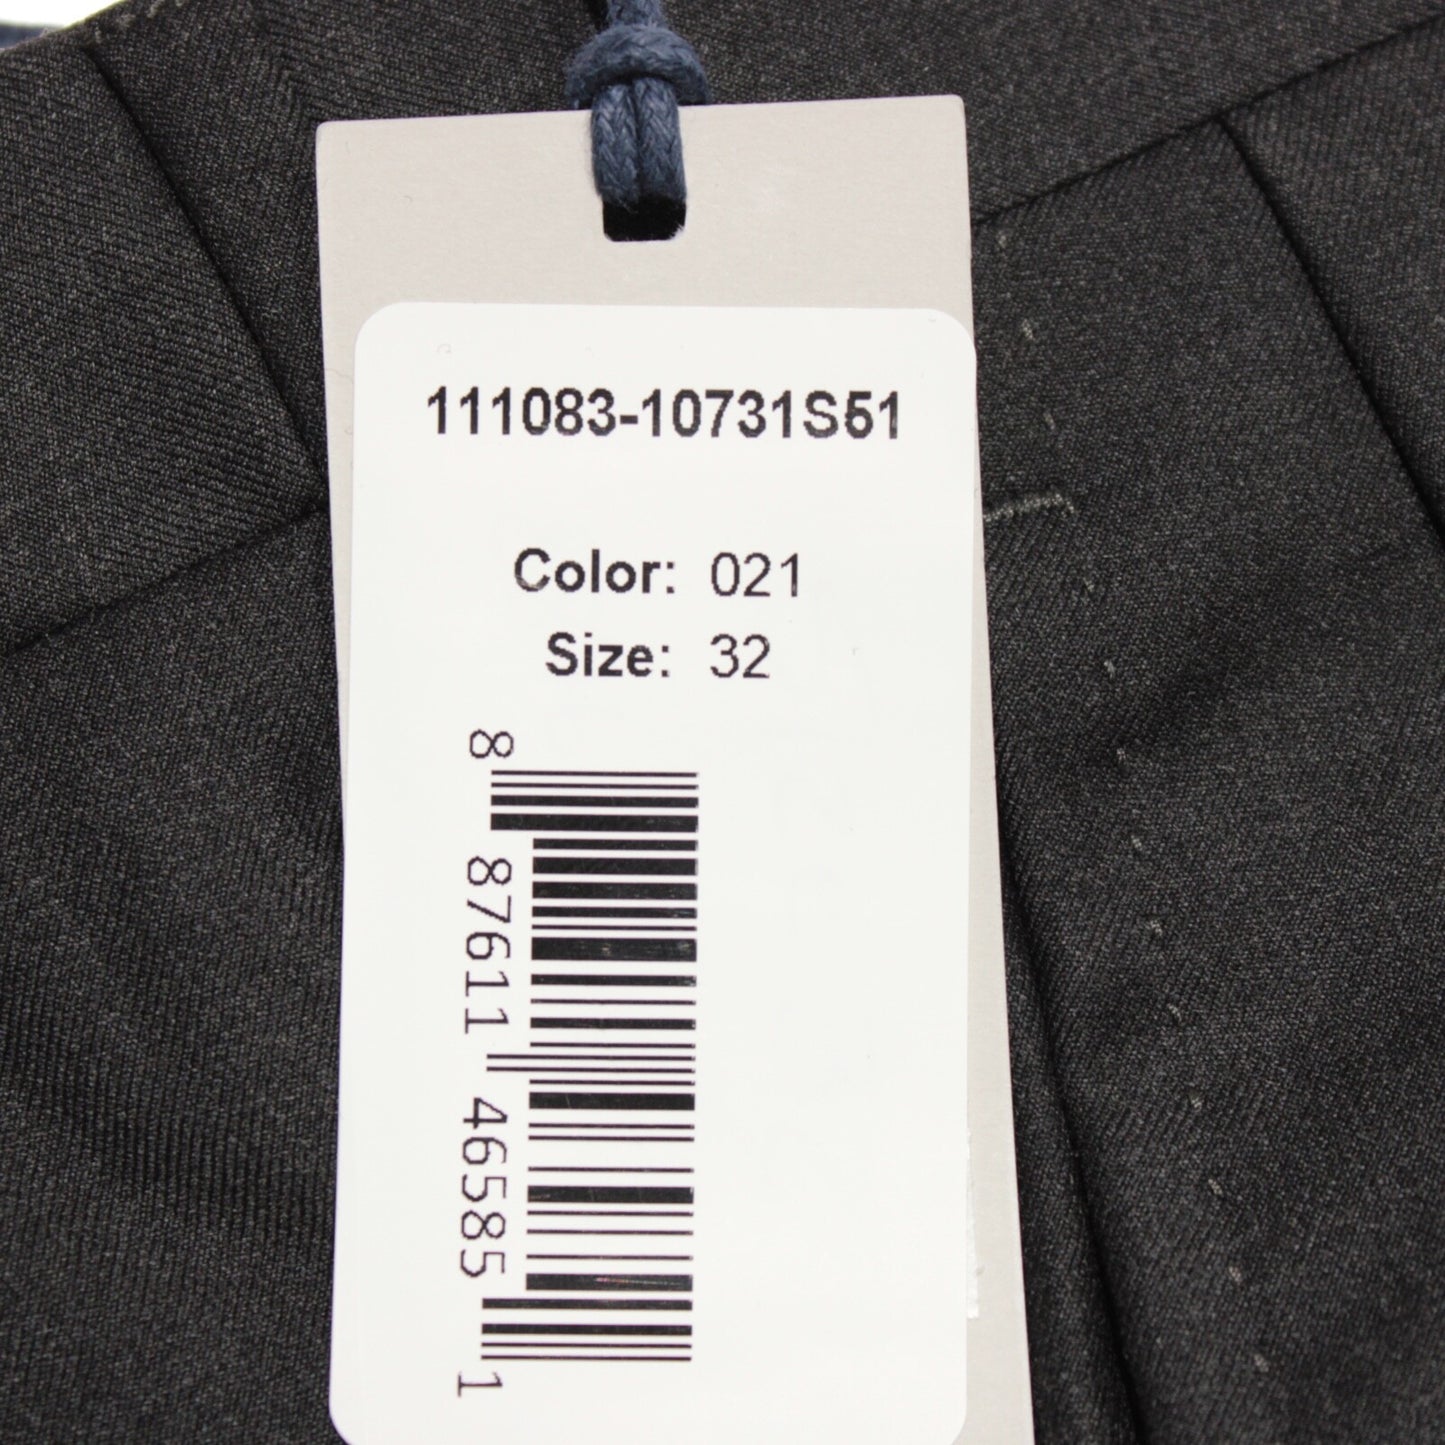 111083-10731S51
Color: 021
Size: 32
8 87611 46585 1